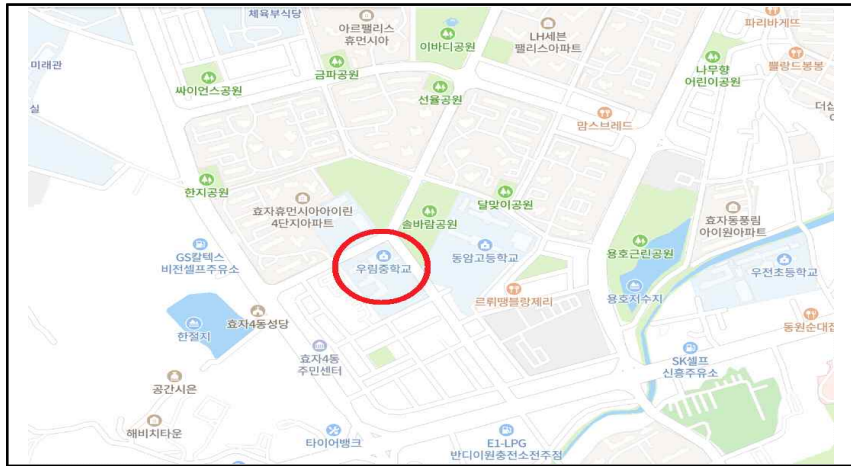 체육부식당
아르팰리스
휴먼시아
이바디공원
LH세븐
팰리스아파트
파리바게뜨
미래관
싸이언스공원
금파공원
선율공원
나무향
어린이공원
뽈랑드봉봉
실
맘스브레드
더샵
한지공원
효자휴먼시아아이린
4단지아파트
솔바람공원
달맞이공원
효자동풍림
아이원아파트
GS칼텍스
비전셀프주유소
우림중학교
동암고등학교
용호근린공원
우전초등학교
르뤼땡블랑제리
용호저수지
한절지
효자4동성당
동원순대집
효자4동
주민센터
SK셀프
신흥주유소
공간시은
해비치타운
타이어뱅크
E1-LPG
반디이원충전소전주점